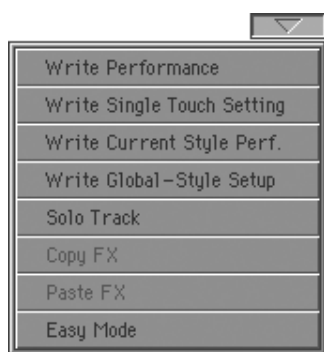 Write Performance
Write Single Touch Setting
Write Current Style Perf.
Write Global-Style Setup
Solo Track
Copy FX
Paste FX
Easy Mode